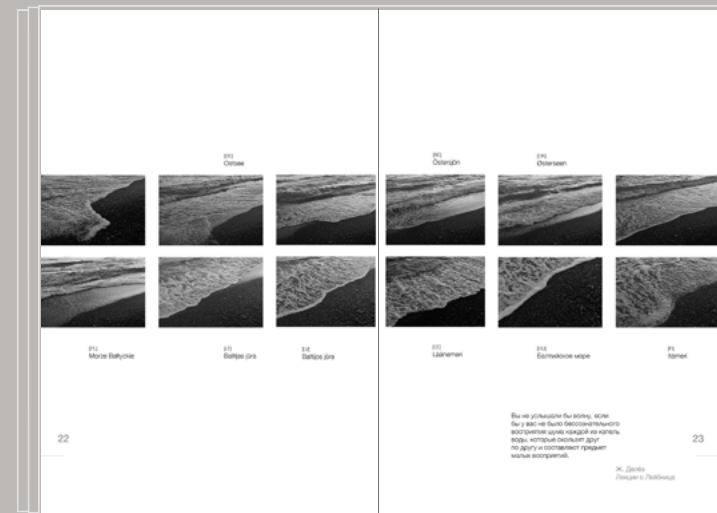 Ostsee
Östersjön
Østersøen
Morze Bałtyckie
Baltijas jūra
Baltijos jūra
Läänemeri
Балтийское море
Itämeri
22
Вы не услышали бы волну, если
бы у вас не было бессознательного
восприятия шума каждой из капель
воды, которые скользят друг
по другу и составляют предмет
малых восприятий.
23
Ж. Делёз
Лекции о Лейбнице